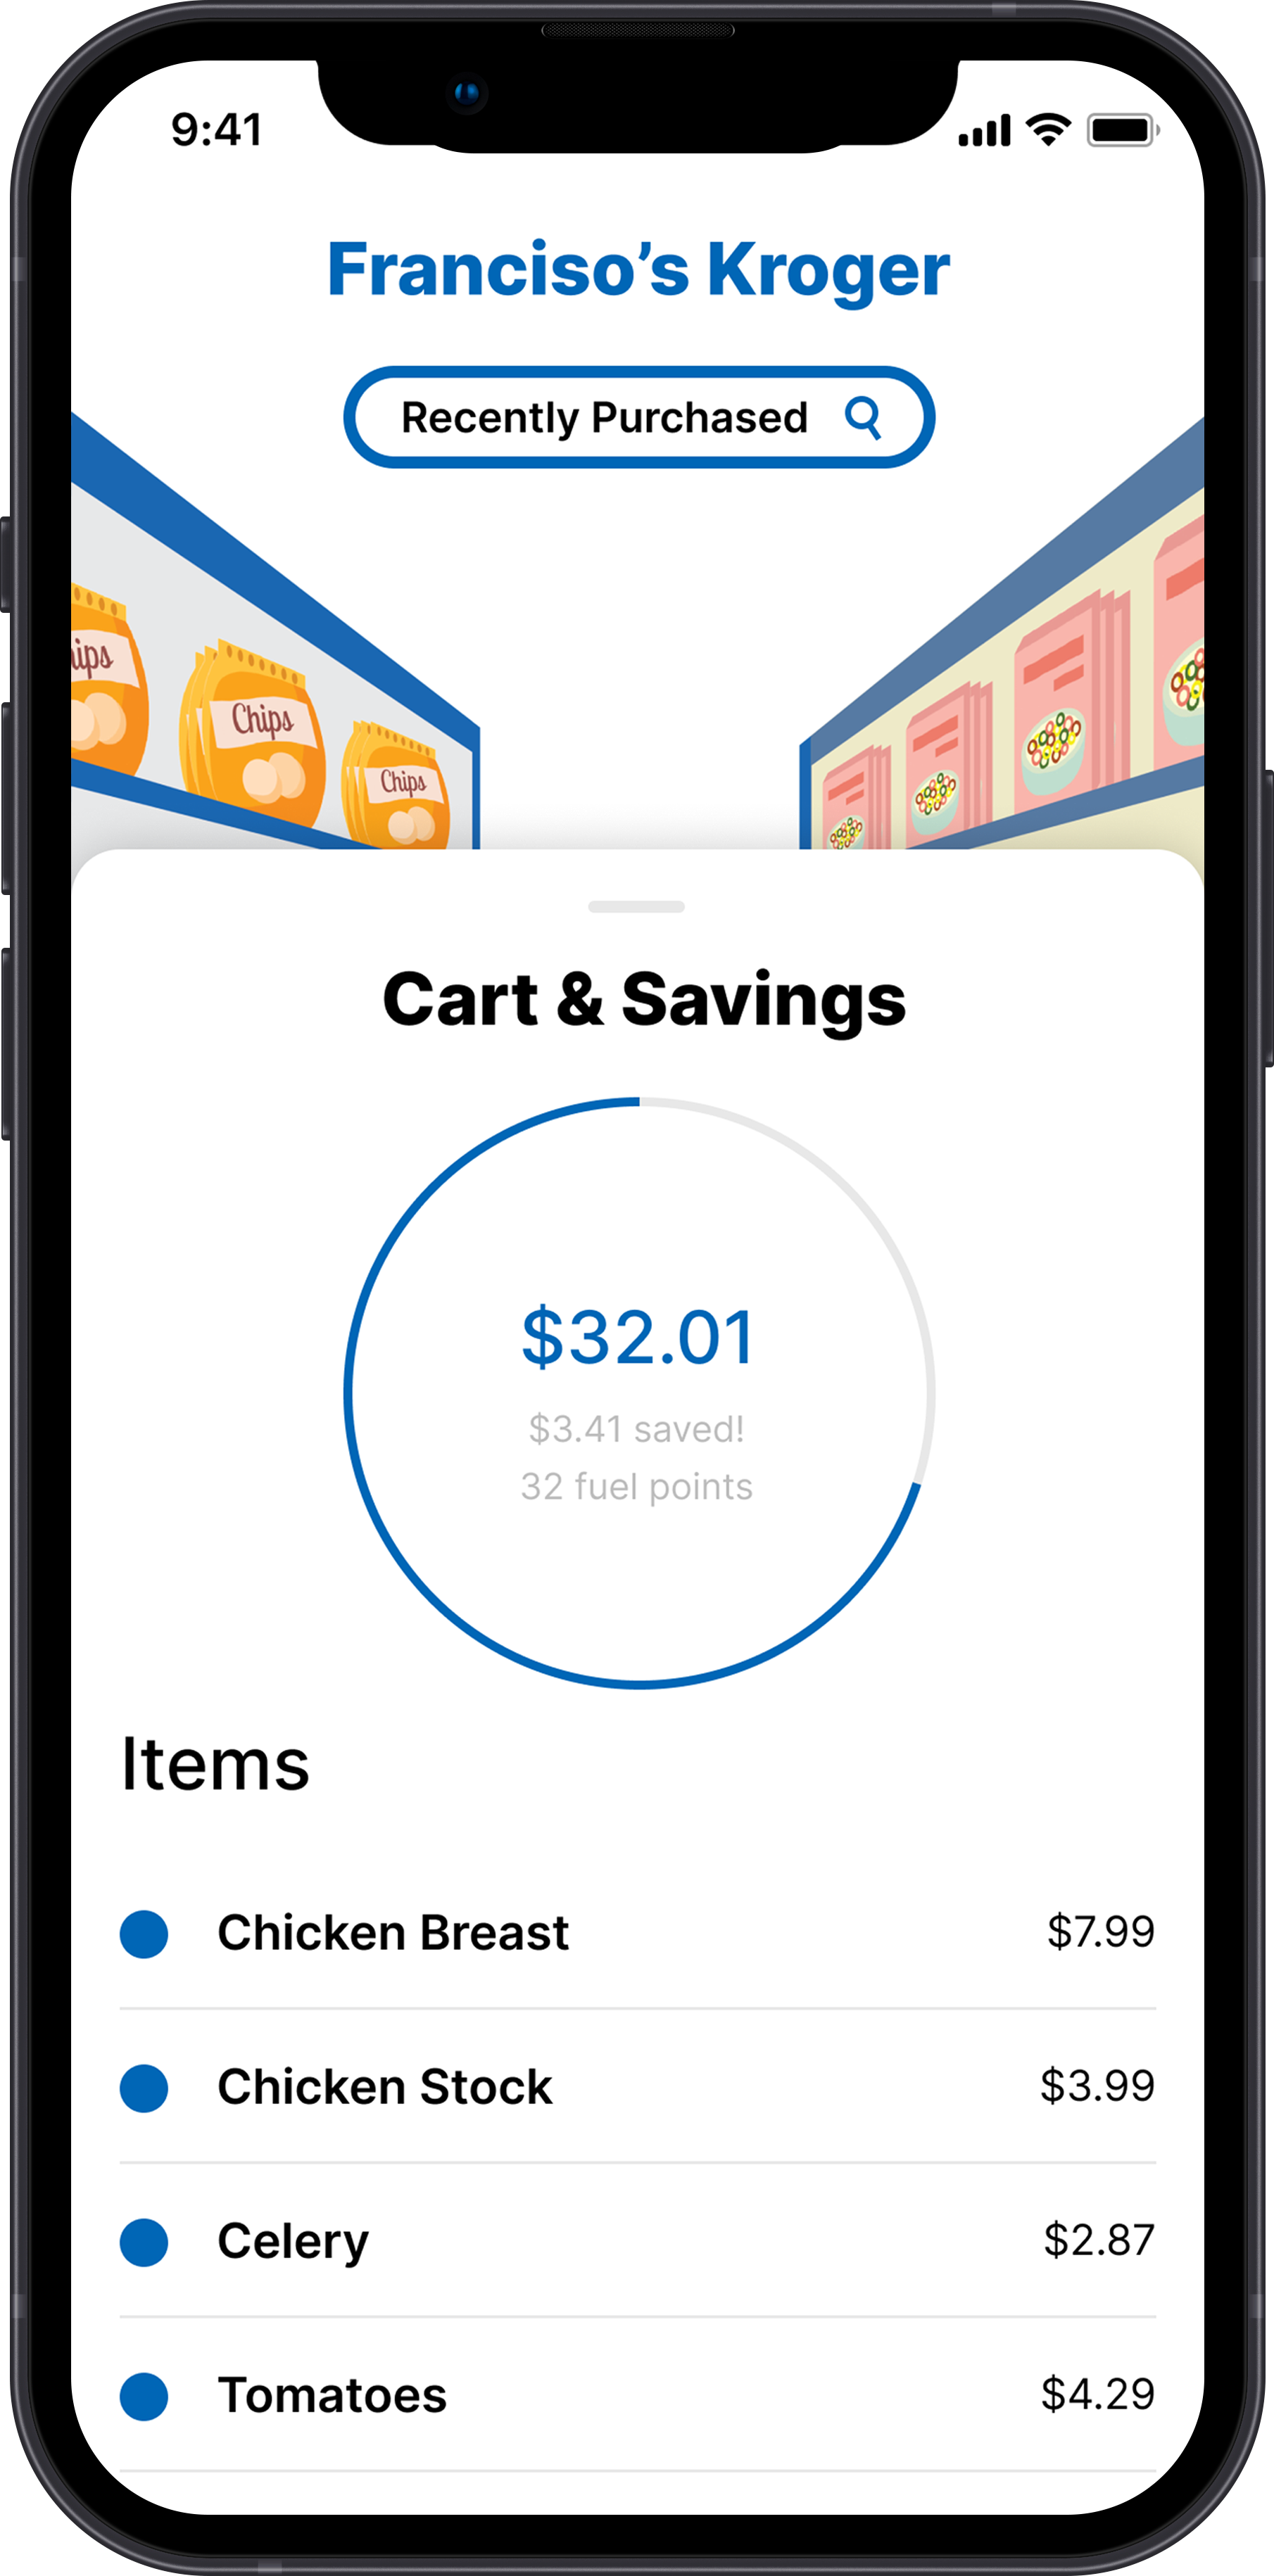 9:41
Franciso’s Kroger
Recently Purchased
ips
Chips
Chips
Cart & Savings
$32.01
$3.41 saved!
32 fuel points
Items
Chicken Breast $7.99
Chicken Stock $3.99
Celery $2.87
Tomatoes $4.29